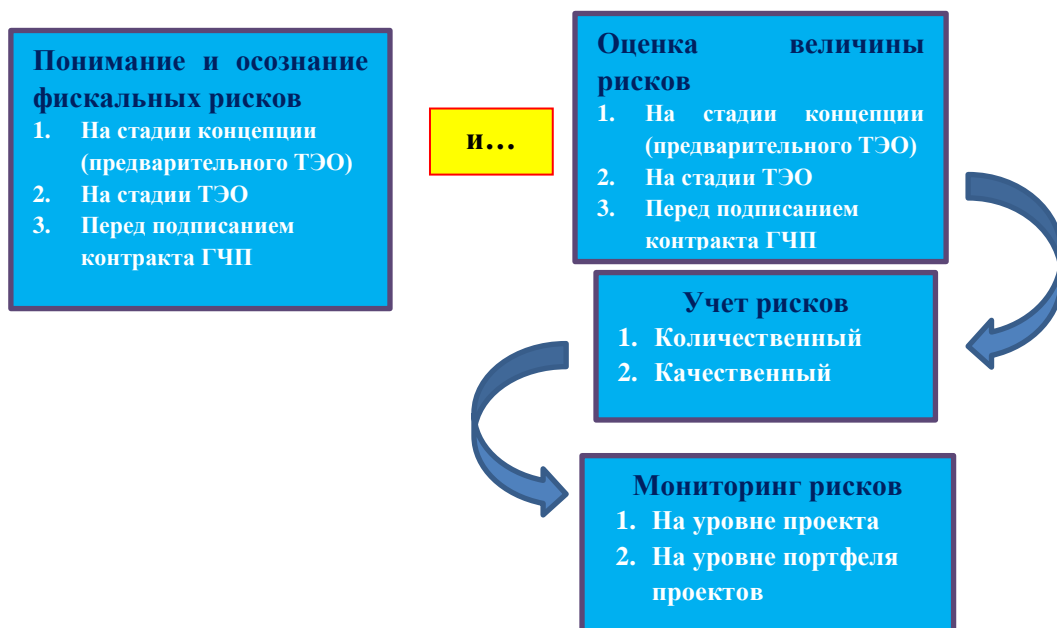 Понимание и осознание
фискальных рисков
1. На стадии концепции
(предварительного ТЭО)
2. На стадии ТЭО
3. Перед подписанием
контракта ГЧП
и...
Оценка величины
рисков
1. На стадии концепции
(предварительного ТЭО)
2. На стадии ТЭО
3. Перед подписанием
контракта ГЧП
Учет рисков
1. Количественный
2. Качественный
Мониторинг рисков
1. На уровне проекта
2. На уровне портфеля
проектов